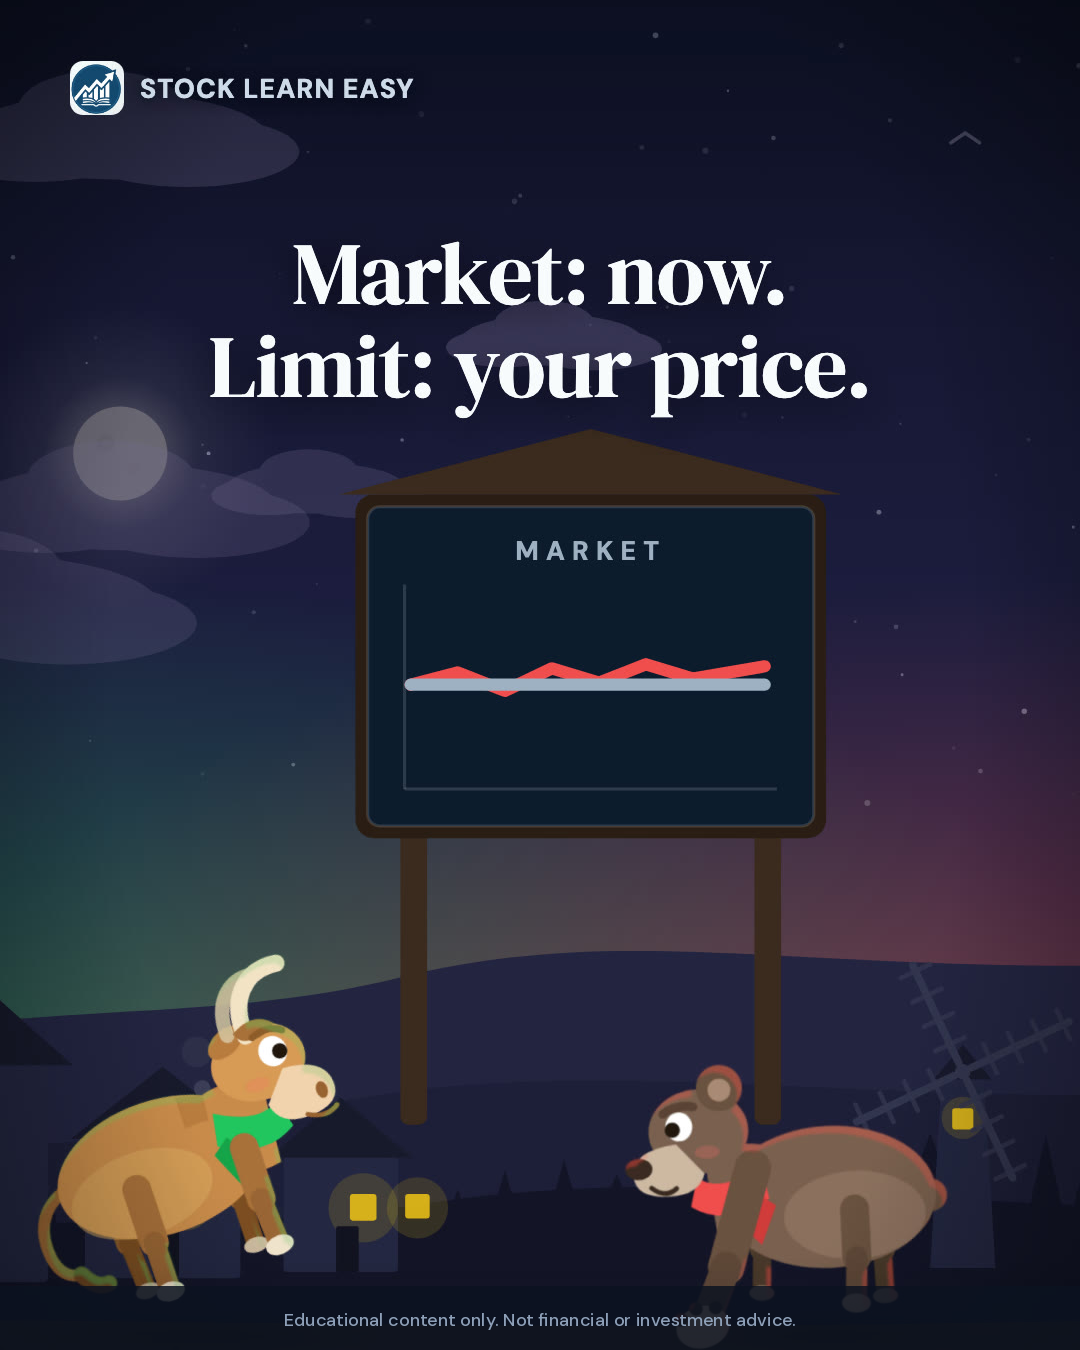 STOCK LEARN EASY
Market: now.
Limit: your price.
MARKET
Educational content only. Not financial or investment advice.